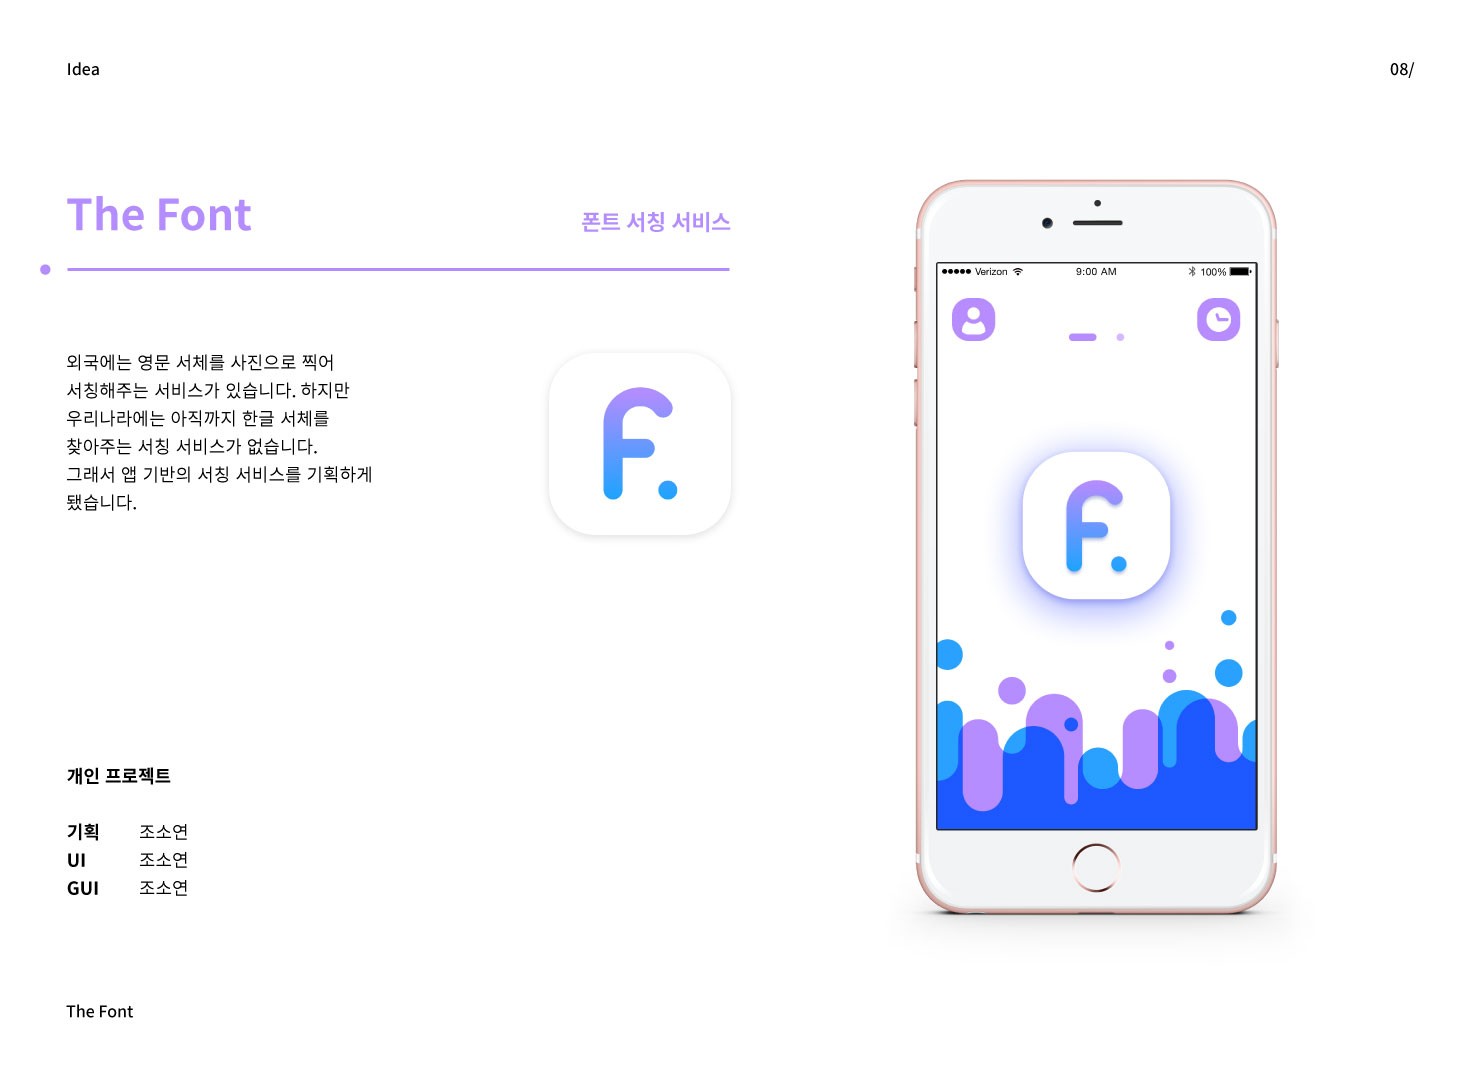 Idea
08/
The Font
폰트 서칭 서비스
외국에는 영문 서체를 사진으로 찍어
서칭해주는 서비스가 있습니다. 하지만
우리나라에는 아직까지 한글 서체를
찾아주는 서칭 서비스가 없습니다.
그래서 앱 기반의 서칭 서비스를 기획하게
됐습니다.
F.
개인 프로젝트
기획 조소연
UI 조소연
GUI 조소연
The Font
Verizon 9:00 AM 100%
F.